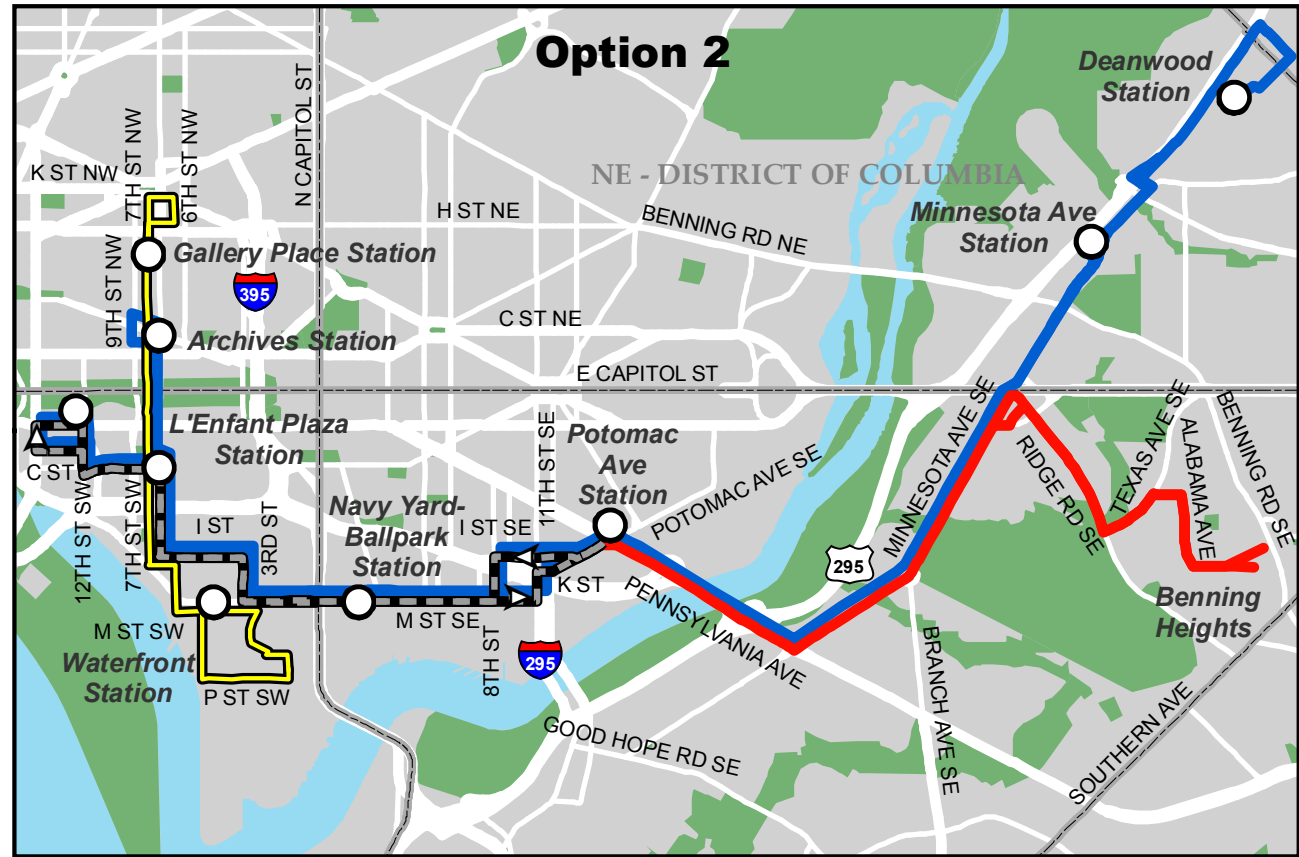 Option 2
Deanwood
Station
N CAPITOL ST
7TH ST NW
6TH ST NW
K ST NW
NE - DISTRICT OF COLUMBIA
H ST NE
BENNING RD NE
Minnesota Ave
Station
Gallery Place Station
9TH ST NW
395
C ST NE
Archives Station
E CAPITOL ST
L'Enfant Plaza
Station
C ST
12TH ST SW
7TH ST SW
I ST
3RD ST
Navy Yard-
Ballpark
Station
I ST SE
11TH ST SE
Potomac
Ave
Station
POTOMAC AVE SE
MINNESOTA AVE SE
RIDGE RD SE
TEXAS AVE SE
ALABAMA AVE
BENNING RD SE
295
K ST
PENNSYLVANIA AVE
Benning
Heights
M ST SW
M ST SE
8TH ST
Waterfront
Station
P ST SW
295
BRANCH AVE SE
GOOD HOPE RD SE
SOUTHERN AVE